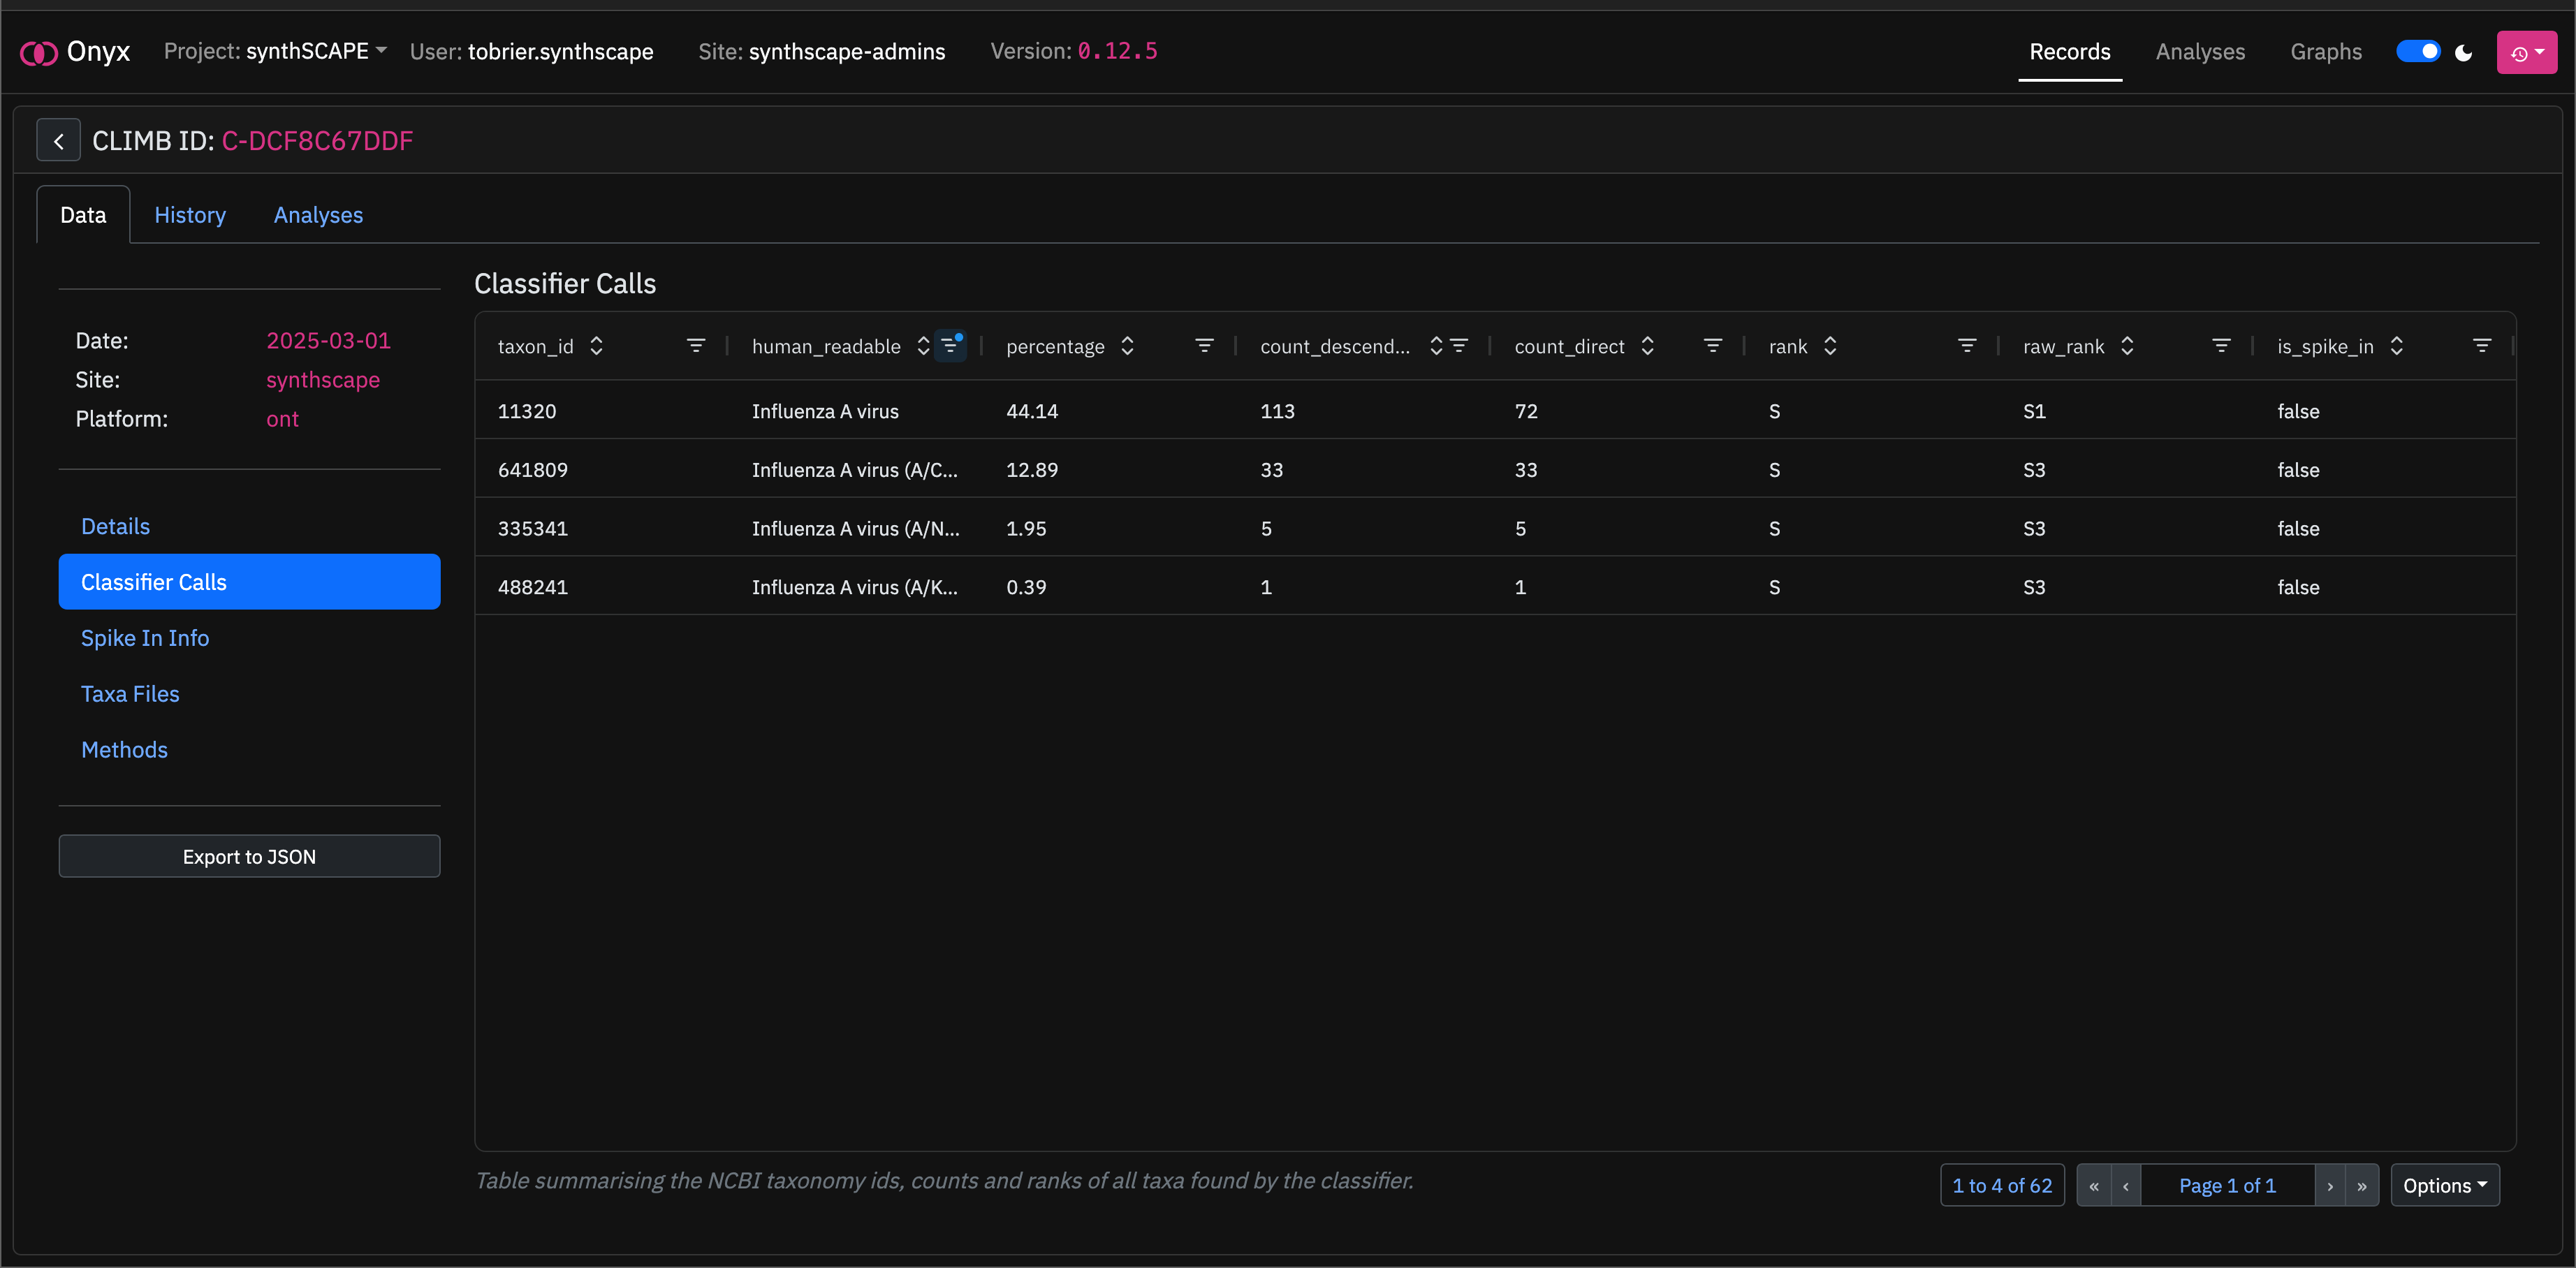 Onyx Project: synthSCAPE User: tobrier.synthscape Site: synthscape-admins Version: 0.12.5 Records Analyses Graphs
CLIMB ID: C-DCF8C67DDF
Data History Analyses
Date: 2025-03-01
Site: synthscape
Platform: ont
Details
Classifier Calls
Spike In Info
Taxa Files
Methods
Export to JSON
Classifier Calls
taxon_id human_readable percentage count_descend... count_direct rank raw_rank is_spike_in
11320 Influenza A virus 44.14 113 72 S S1 false
641809 Influenza A virus (A/C... 12.89 33 33 S S3 false
335341 Influenza A virus (A/N... 1.95 5 5 S S3 false
488241 Influenza A virus (A/K... 0.39 1 1 S S3 false
Table summarising the NCBI taxonomy ids, counts and ranks of all taxa found by the classifier.
1 to 4 of 62 « ‹ Page 1 of 1 › » Options